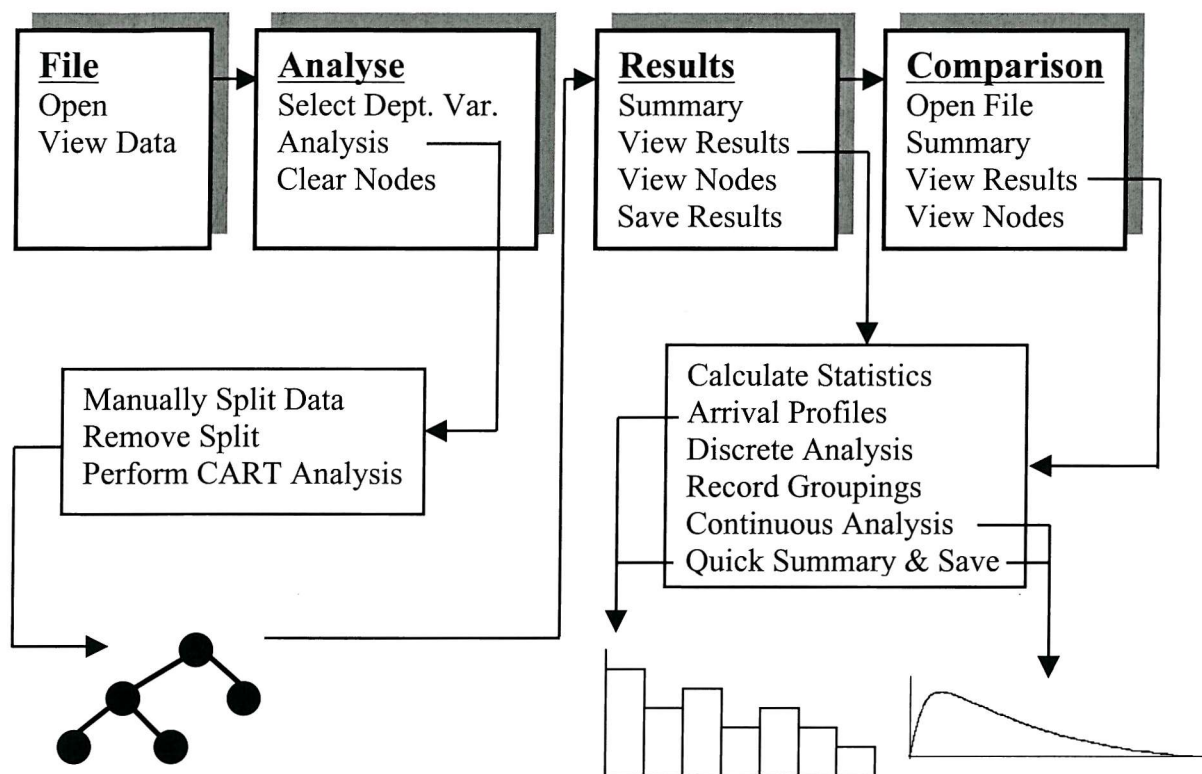 File
Open
View Data
Analyse
Select Dept. Var.
Analysis
Clear Nodes
Results
Summary
View Results
View Nodes
Save Results
Comparison
Open File
Summary
View Results
View Nodes
Manually Split Data
Remove Split
Perform CART Analysis
Calculate Statistics
Arrival Profiles
Discrete Analysis
Record Groupings
Continuous Analysis
Quick Summary & Save